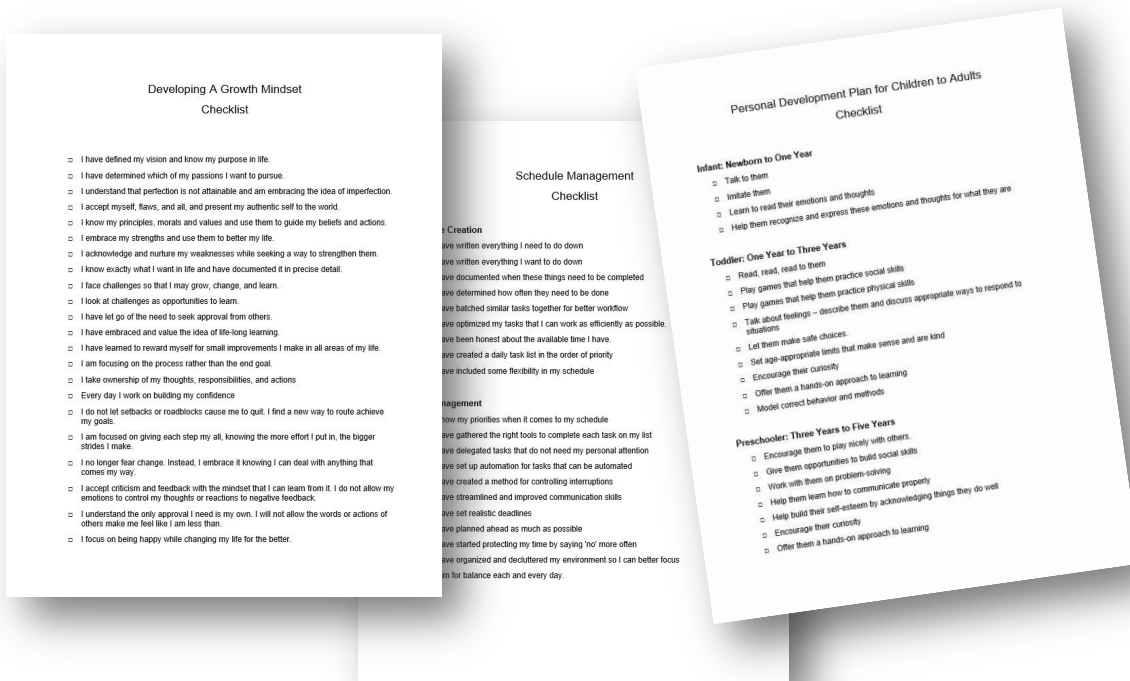 Developing A Growth Mindset
Checklist
I have defined my vision and know my purpose in life.
I have determined which of my passions I want to pursue.
I understand that perfection is not attainable and am embracing the idea of imperfection.
I accept myself, flaws, and all, and present my authentic self to the world.
I know my principles, morals and values and use them to guide my beliefs and actions.
I embrace my strengths and use them to better my life.
I acknowledge and nurture my weaknesses while seeking a way to strengthen them.
I know exactly what I want in life and have documented it in precise detail.
I face challenges so that I may grow, change, and learn.
I look at challenges as opportunities to learn.
I have let go of the need to seek approval from others.
I have embraced and value the idea of life-long learning.
I have learned to reward myself for small improvements I make in all areas of my life.
I am focusing on the process rather than the end goal.
I take ownership of my thoughts, responsibilities, and actions
Every day I work on building my confidence
I do not let setbacks or roadblocks cause me to quit. I find a new way to route achieve
my goals.
I am focused on giving each step my all, knowing the more effort I put in, the bigger
strides I make.
I no longer fear change. Instead, I embrace it knowing I can deal with anything that
comes my way.
I accept criticism and feedback with the mindset that I can learn from it. I do not allow my
emotions to control my thoughts or reactions to negative feedback.
I understand the only approval I need is my own. I will not allow the words or actions of
others make me feel like I am less than.
I focus on being happy while changing my life for the better.
Schedule Management
Checklist
e Creation
ave written everything I need to do down
ave written everything I want to do down
ave documented when these things need to be completed
ave determined how often they need to be done
ave batched similar tasks together for better workflow
ave optimized my tasks that I can work as efficiently as possible.
ave been honest about the available time I have.
ave created a daily task list in the order of priority
ave included some flexibility in my schedule
nagement
now my priorities when it comes to my schedule
ave gathered the right tools to complete each task on my list
ave delegated tasks that do not need my personal attention
ave set up automation for tasks that can be automated
ave created a method for controlling interruptions
ave streamlined and improved communication skills
ave set realistic deadlines
ave planned ahead as much as possible
ave started protecting my time by saying 'no' more often
ave organized and decluttered my environment so I can better focus
m for balance each and every day.
Personal Development Plan for Children to Adults
Checklist
Infant: Newborn to One Year
Talk to them
Imitate them
Learn to read their emotions and thoughts
Help them recognize and express these emotions and thoughts for what they are
Toddler: One Year to Three Years
Read, read, read to them
Play games that help them practice social skills
Play games that help them practice physical skills
Talk about feelings – describe them and discuss appropriate ways to respond to
situations
Let them make safe choices.
Set age-appropriate limits that make sense and are kind
Encourage their curiosity
Offer them a hands-on approach to learning
Model correct behavior and methods
Preschooler: Three Years to Five Years
Encourage them to play nicely with others.
Give them opportunities to build social skills
Work with them on problem-solving
Help them learn how to communicate properly
Help build their self-esteem by acknowledging things they do well
Encourage their curiosity
Offer them a hands-on approach to learning